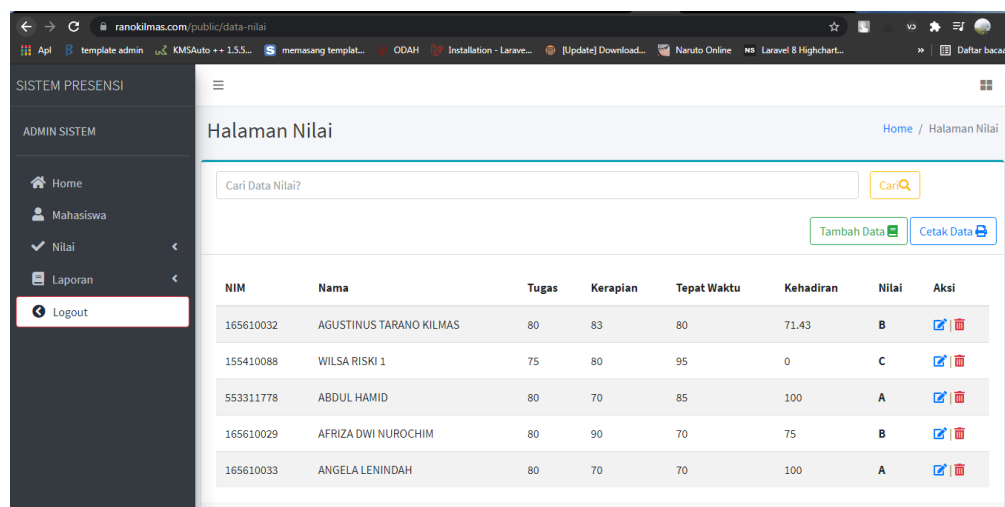 ranokilmas.com/public/data-nilai
Apl template admin KMSAuto ++ 1.5.5... S memasang templat... ODAH Installation - Larave... [Update] Download... Naruto Online NS Laravel 8 Highchart... » Daftar bacaa
SISTEM PRESENSI
ADMIN SISTEM
Halaman Nilai
Home / Halaman Nilai
Home
Mahasiswa
Nilai
Laporan
Logout
Cari Data Nilai?
Cari
Tambah Data
Cetak Data
NIM Nama Tugas Kerapian Tepat Waktu Kehadiran Nilai Aksi
165610032 AGUSTINUS TARANO KILMAS 80 83 80 71.43 B |
155410088 WILSA RISKI 1 75 80 95 0 C |
553311778 ABDUL HAMID 80 70 85 100 A |
165610029 AFRIZA DWI NUROCHIM 80 90 70 75 B |
165610033 ANGELA LENINDAH 80 70 70 100 A |